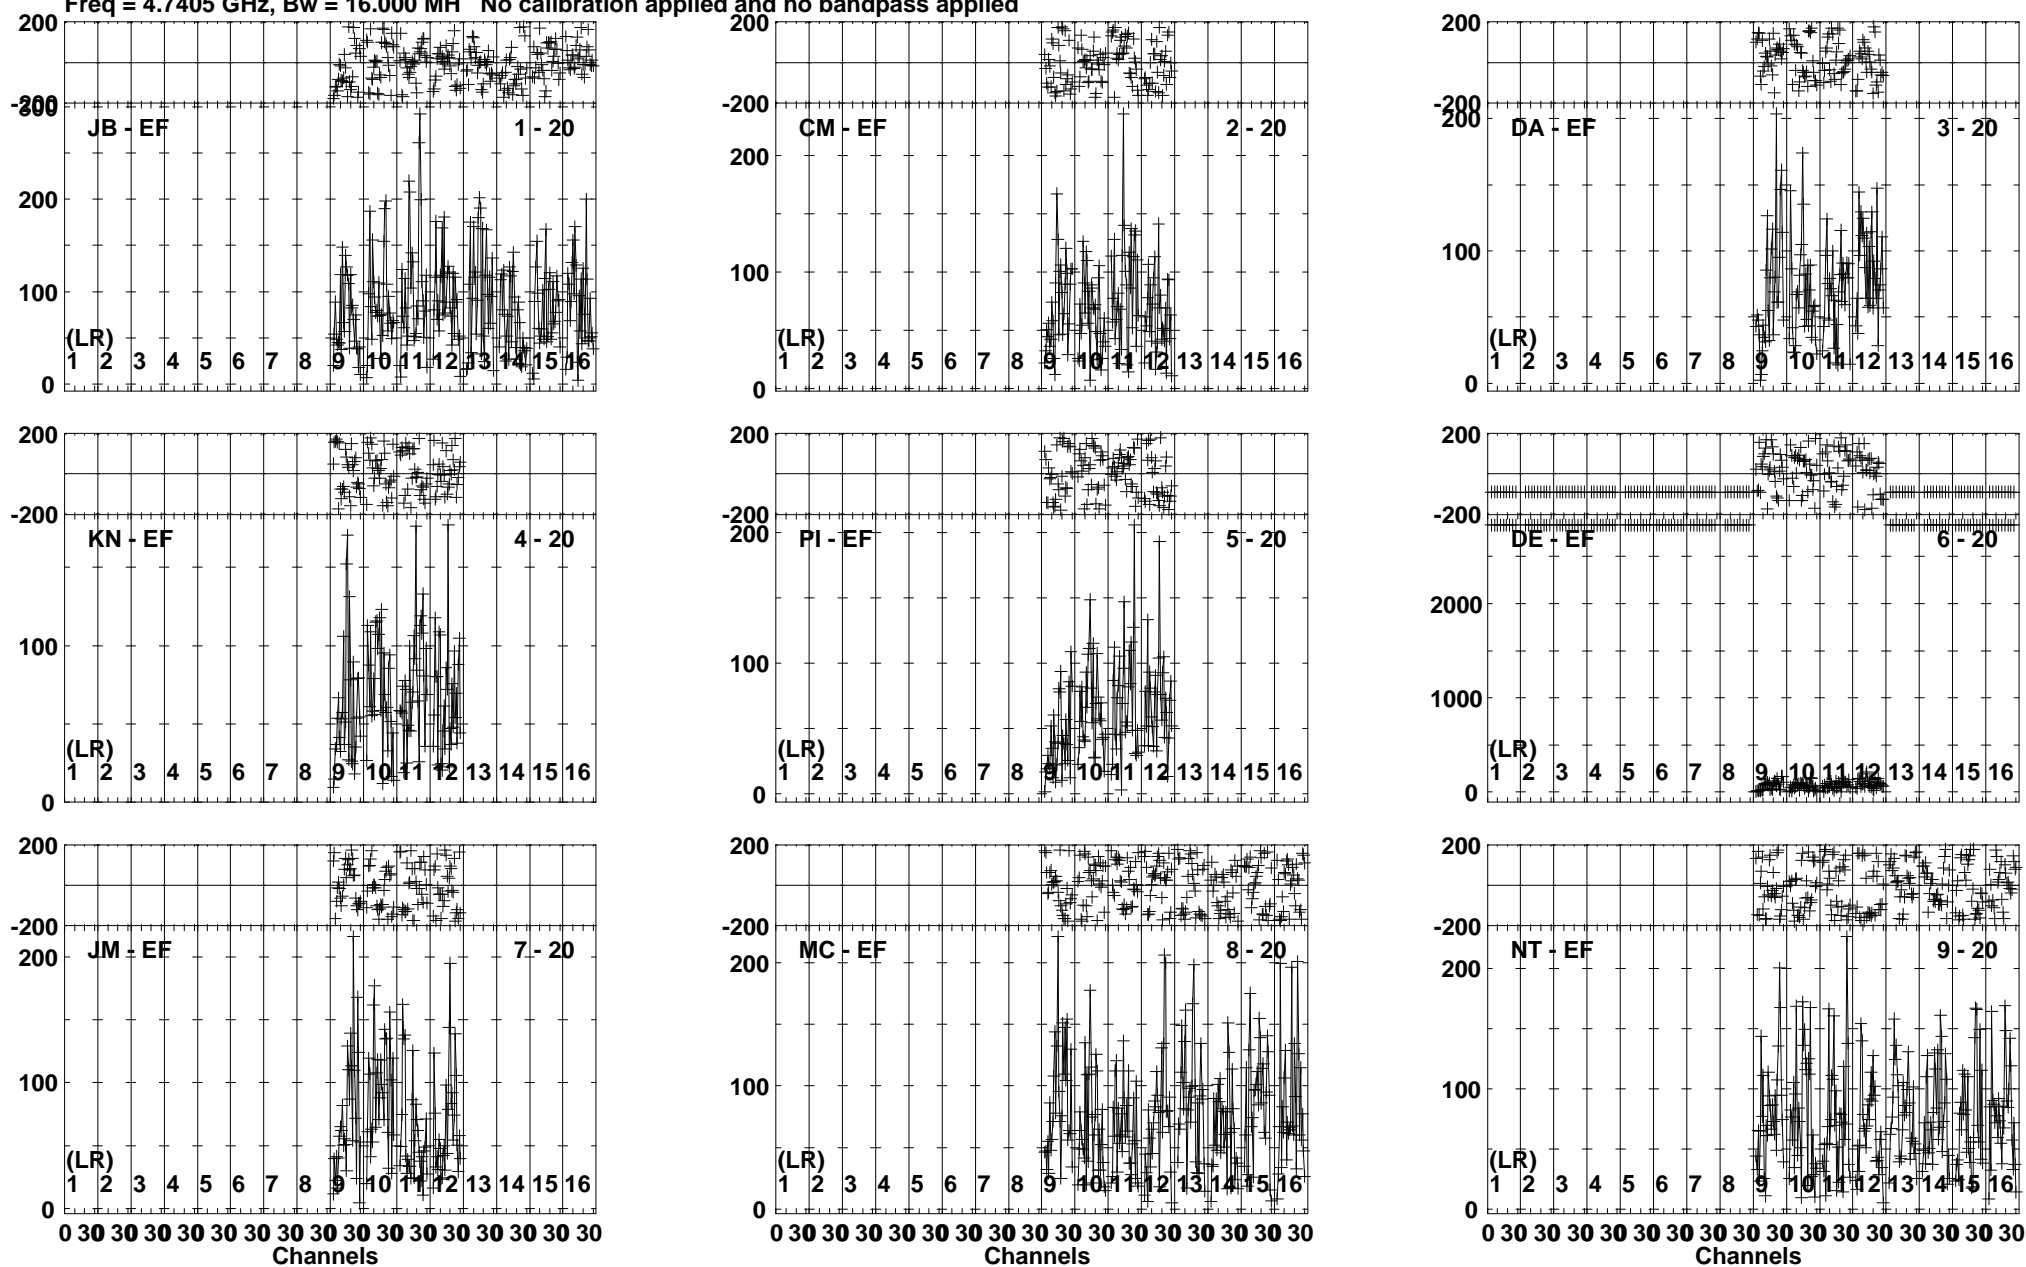 Freq = 4.7405 GHz, Bw = 16.000 MH No calibration applied and no bandpass applied
200
-200
300
200
100
0
JB - EF 1 - 20
(LR)
1 2 3 4 5 6 7 8 9 10 11 12 13 14 15 16
200
-200
200
100
0
CM - EF 2 - 20
(LR)
1 2 3 4 5 6 7 8 9 10 11 12 13 14 15 16
200
-200
200
100
0
DA - EF 3 - 20
(LR)
1 2 3 4 5 6 7 8 9 10 11 12 13 14 15 16
200
-200
100
0
KN - EF 4 - 20
(LR)
1 2 3 4 5 6 7 8 9 10 11 12 13 14 15 16
200
-200
200
100
0
PI - EF 5 - 20
(LR)
1 2 3 4 5 6 7 8 9 10 11 12 13 14 15 16
200
-200
2000
1000
0
DE - EF 6 - 20
(LR)
1 2 3 4 5 6 7 8 9 10 11 12 13 14 15 16
200
-200
200
100
0
JM - EF 7 - 20
(LR)
1 2 3 4 5 6 7 8 9 10 11 12 13 14 15 16
0 30 30 30 30 30 30 30 30 30 30 30 30 30 30 30 30
Channels
200
-200
200
100
0
MC - EF 8 - 20
(LR)
1 2 3 4 5 6 7 8 9 10 11 12 13 14 15 16
0 30 30 30 30 30 30 30 30 30 30 30 30 30 30 30 30
Channels
200
-200
200
100
0
NT - EF 9 - 20
(LR)
1 2 3 4 5 6 7 8 9 10 11 12 13 14 15 16
0 30 30 30 30 30 30 30 30 30 30 30 30 30 30 30 30
Channels